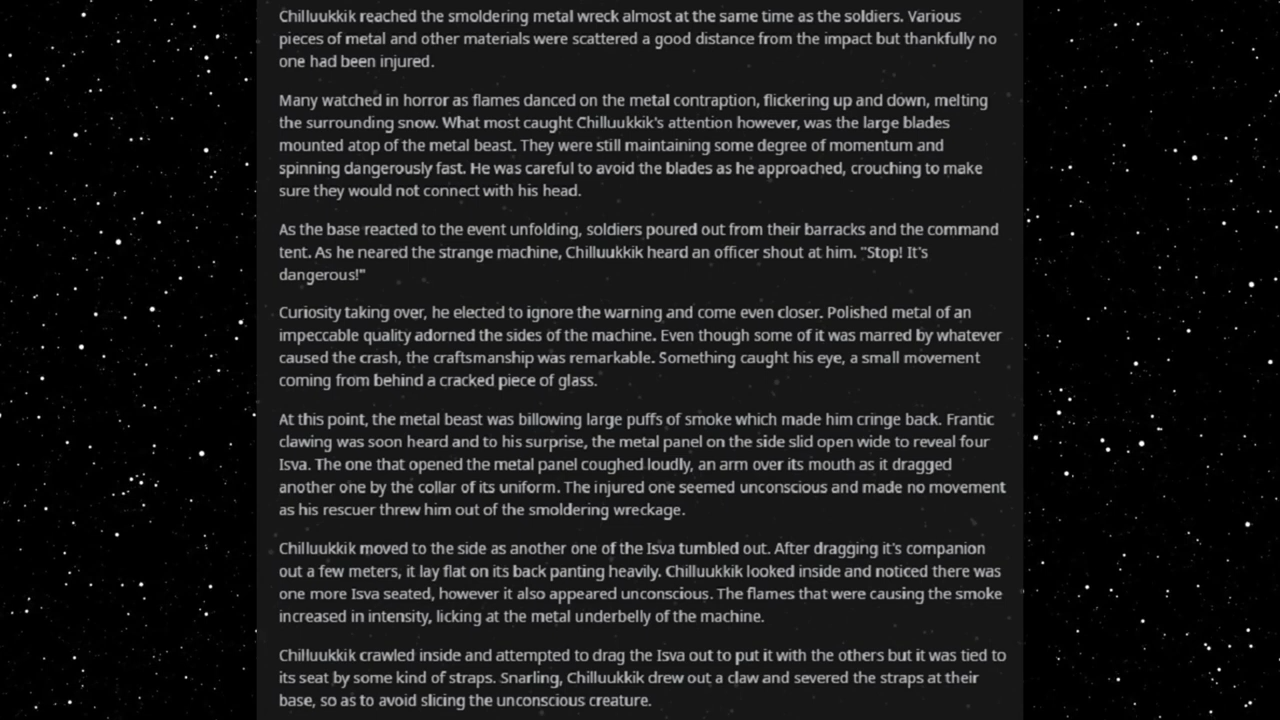 Chilluukkik reached the smoldering metal wreck almost at the same time as the soldiers. Various
pieces of metal and other materials were scattered a good distance from the impact but thankfully no
one had been injured.
Many watched in horror as flames danced on the metal contraption, flickering up and down, melting
the surrounding snow. What most caught Chilluukkik's attention however, was the large blades
mounted atop of the metal beast. They were still maintaining some degree of momentum and
spinning dangerously fast. He was careful to avoid the blades as he approached, crouching to make
sure they would not connect with his head.
As the base reacted to the event unfolding, soldiers poured out from their barracks and the command
tent. As he neared the strange machine, Chilluukkik heard an officer shout at him. "Stop! It's
dangerous!"
Curiosity taking over, he elected to ignore the warning and come even closer. Polished metal of an
impeccable quality adorned the sides of the machine. Even though some of it was marred by whatever
caused the crash, the craftsmanship was remarkable. Something caught his eye, a small movement
coming from behind a cracked piece of glass.
At this point, the metal beast was billowing large puffs of smoke which made him cringe back. Frantic
clawing was soon heard and to his surprise, the metal panel on the side slid open wide to reveal four
Isva. The one that opened the metal panel coughed loudly, an arm over its mouth as it dragged
another one by the collar of its uniform. The injured one seemed unconscious and made no movement
as his rescuer threw him out of the smoldering wreckage.
Chilluukkik moved to the side as another one of the Isva tumbled out. After dragging it's companion
out a few meters, it lay flat on its back panting heavily. Chilluukkik looked inside and noticed there was
one more Isva seated, however it also appeared unconscious. The flames that were causing the smoke
increased in intensity, licking at the metal underbelly of the machine.
Chilluukkik crawled inside and attempted to drag the Isva out to put it with the others but it was tied to
its seat by some kind of straps. Snarling, Chilluukkik drew out a claw and severed the straps at their
base, so as to avoid slicing the unconscious creature.